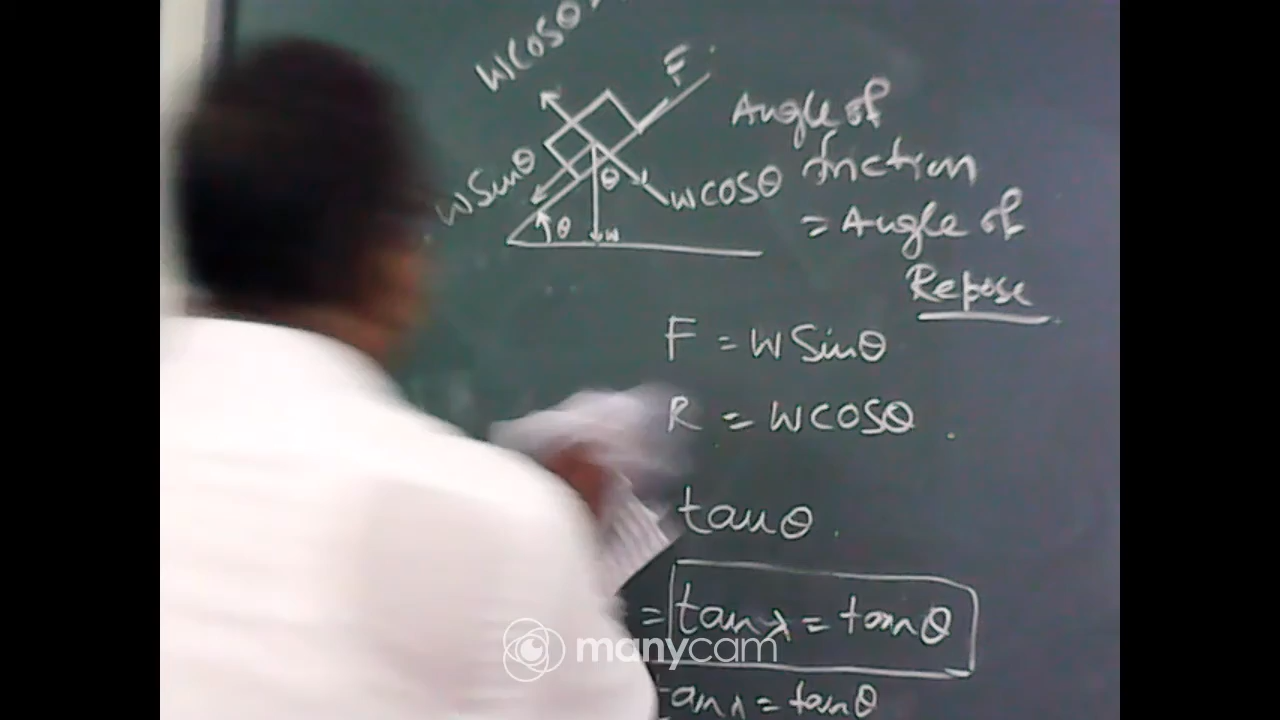 WCOSθ
F
Angle of
friction
= Angle of
Repose
WSinθ
θ
WCOSθ
θ
W
F = WSinθ
R = WCOSθ
tanθ
= tanλ = tanθ
tanλ = tanθ
manycam